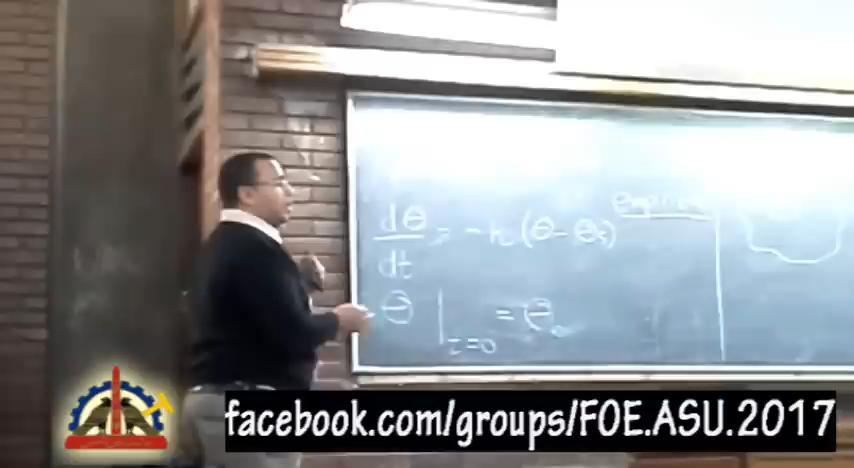 dθ/dt = -k(θ - θs)
θ|t=0 = θ₀
facebook.com/groups/FOE.ASU.2017